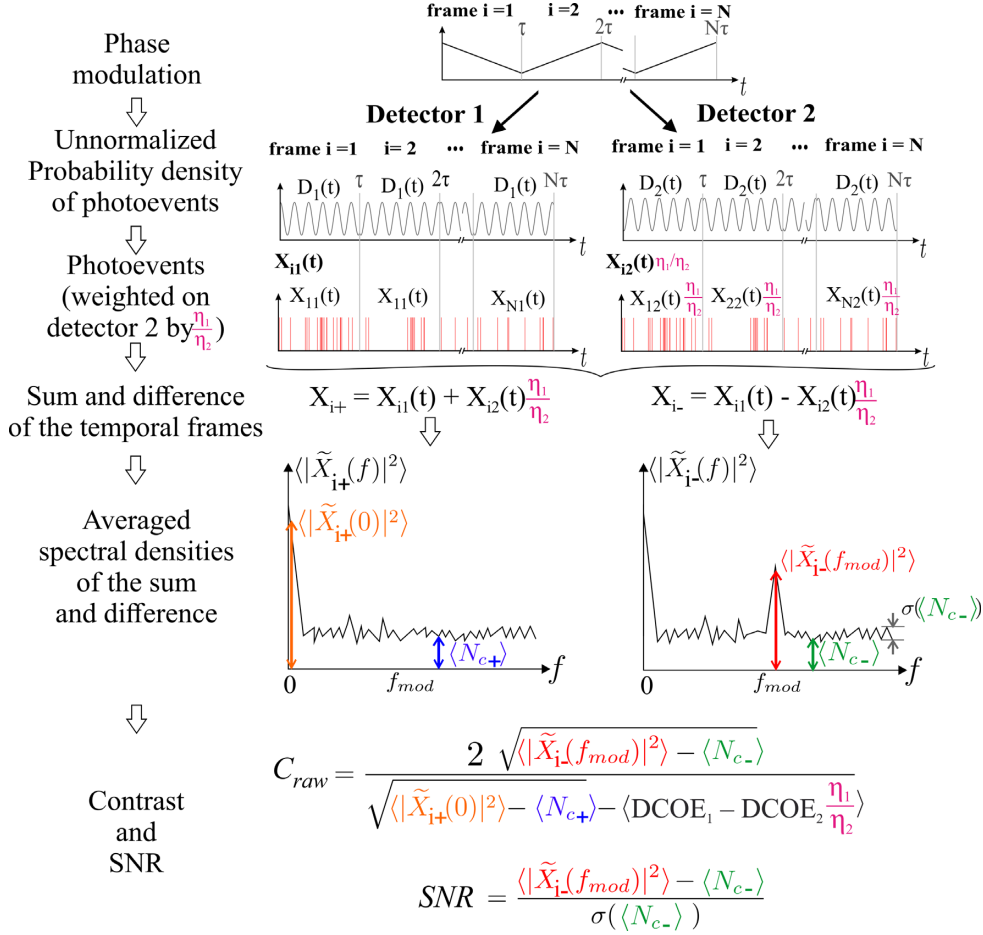 frame i =1 i=2 ••• frame i= N
τ 2τ Nτ
t
Phase
modulation
Detector 1 Detector 2
Unnormalized
Probability density
of photoevents
frame i =1 i= 2 ••• frame i = N
D₁(t) τ D₁(t) 2τ D₁(t) Nτ
t
frame i = 1 i = 2 ••• frame i = N
D₂(t) τ D₂(t) 2τ D₂(t) Nτ
t
Photoevents
(weighted on
detector 2 by η₁/η₂)
Xi1(t)
X11(t) X11(t) XN1(t)
t
Xi2(t) η₁/η₂
X12(t) η₁/η₂ X22(t) η₁/η₂ XN2(t) η₁/η₂
t
Sum and difference
of the temporal frames
Xi+ = Xi1(t) + Xi2(t) η₁/η₂
Xi- = Xi1(t) - Xi2(t) η₁/η₂
Averaged
spectral densities
of the sum
and difference
⟨|X̃i+(f)|²⟩
⟨|X̃i+(0)|²⟩
⟨Nc+⟩
0 fmod f
⟨|X̃i-(f)|²⟩
⟨|X̃i-(fmod)|²⟩
σ(⟨Nc-⟩)
⟨Nc-⟩
0 fmod f
Contrast
and
SNR
Craw = 2 √(⟨|X̃i-(fmod)|²⟩ − ⟨Nc-⟩) / √(⟨|X̃i+(0)|²⟩ − ⟨Nc+⟩) − ⟨DCOE₁ − DCOE₂ η₁/η₂⟩
SNR = ⟨|X̃i-(fmod)|²⟩ − ⟨Nc-⟩ / σ(⟨Nc-⟩)